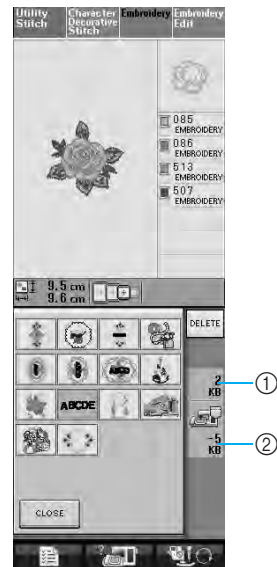 Utility
Stitch
Character
Decorative
Stitch
Embroidery
Embroidery
Edit
085
EMBROIDERY
086
EMBROIDERY
513
EMBROIDERY
507
EMBROIDERY
9.5 cm
9.6 cm
DELETE
2
KB
①
ABCDE
-5
KB
②
CLOSE